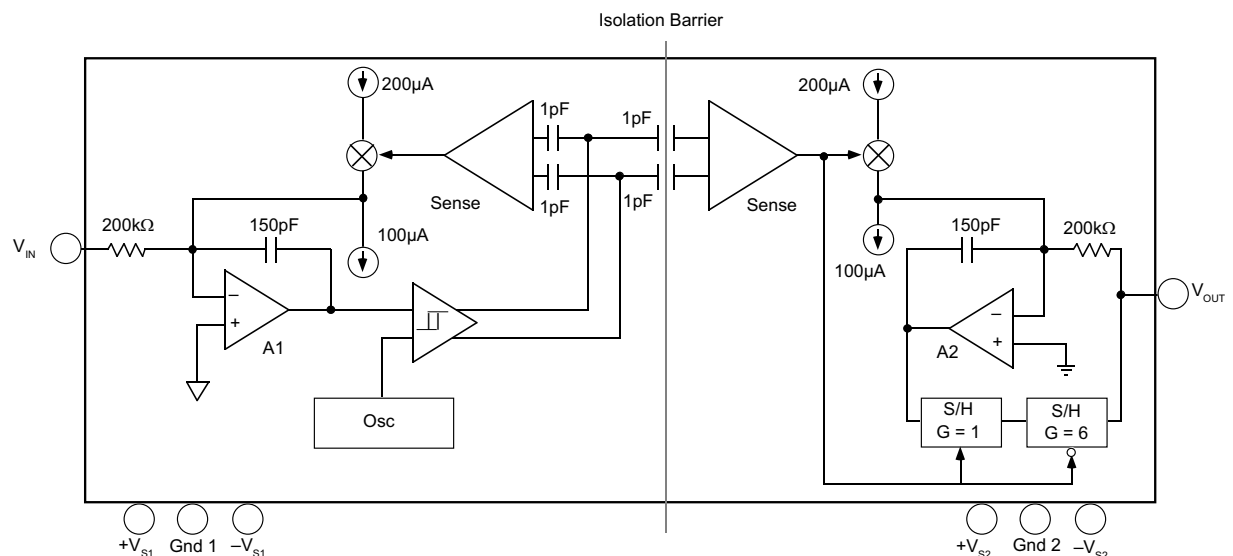 Isolation Barrier
200µA
200µA
1pF
1pF
1pF
1pF
Sense
Sense
150pF
150pF
200kΩ
200kΩ
100µA
100µA
V_IN
V_OUT
−
+
A1
−
+
A2
Osc
S/H
G = 1
S/H
G = 6
+V_S1
Gnd 1
−V_S1
+V_S2
Gnd 2
−V_S2